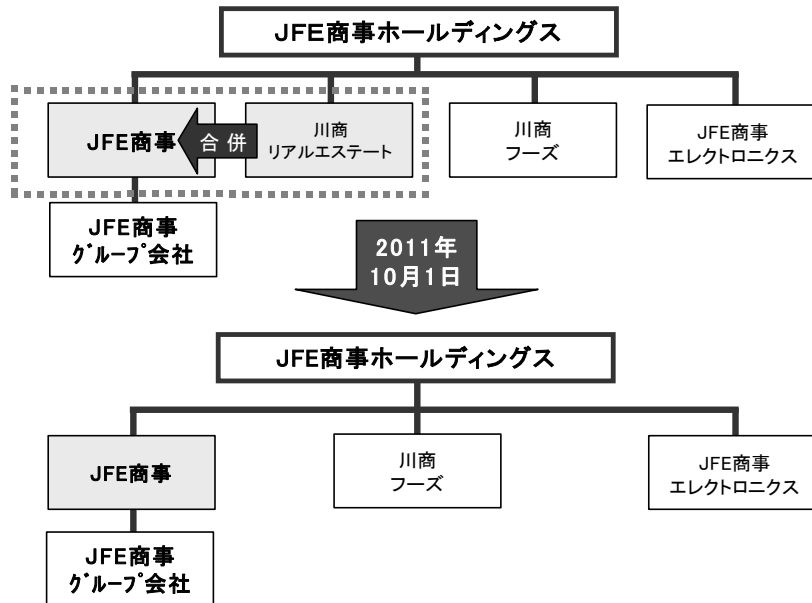 JFE商事ホールディングス
JFE商事
合 併
川商
リアルエステート
川商
フーズ
JFE商事
エレクトロニクス
JFE商事
グループ会社
2011年
10月1日
JFE商事ホールディングス
JFE商事
川商
フーズ
JFE商事
エレクトロニクス
JFE商事
グループ会社